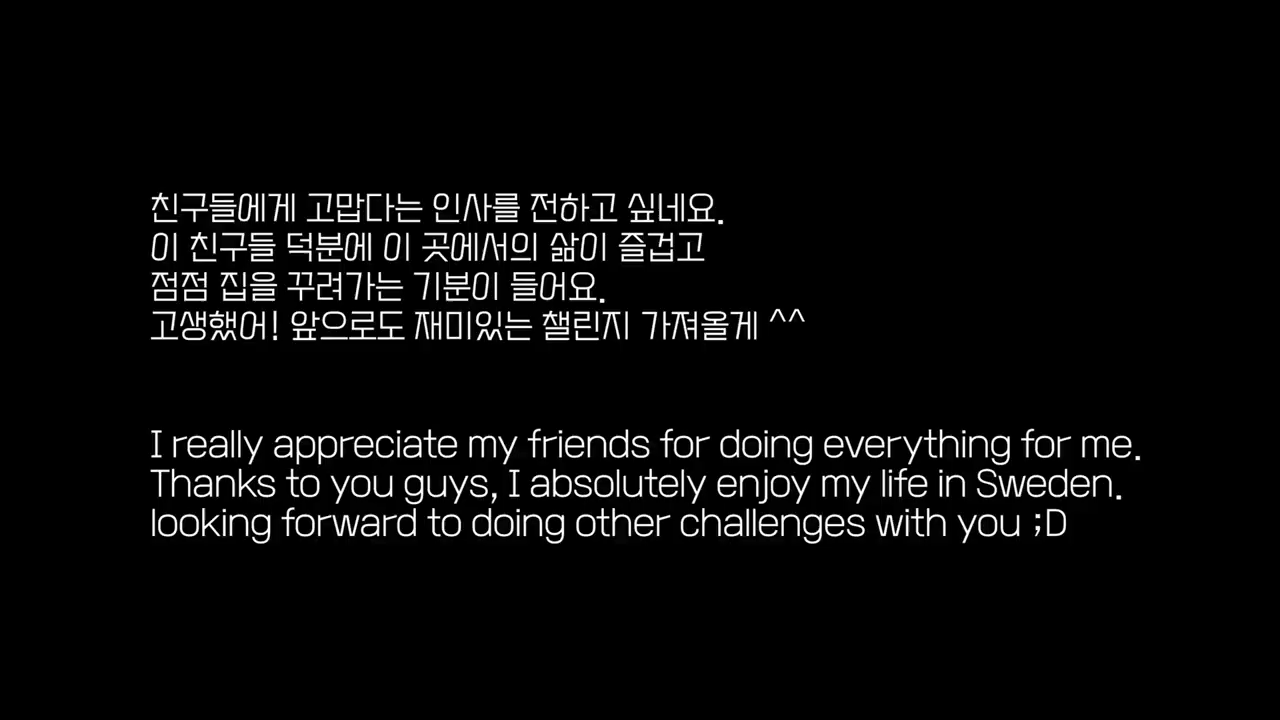 친구들에게 고맙다는 인사를 전하고 싶네요.
이 친구들 덕분에 이 곳에서의 삶이 즐겁고
점점 집을 꾸려가는 기분이 들어요.
고생했어! 앞으로도 재미있는 챌린지 가져올게 ^^
I really appreciate my friends for doing everything for me.
Thanks to you guys, I absolutely enjoy my life in Sweden.
looking forward to doing other challenges with you ;D